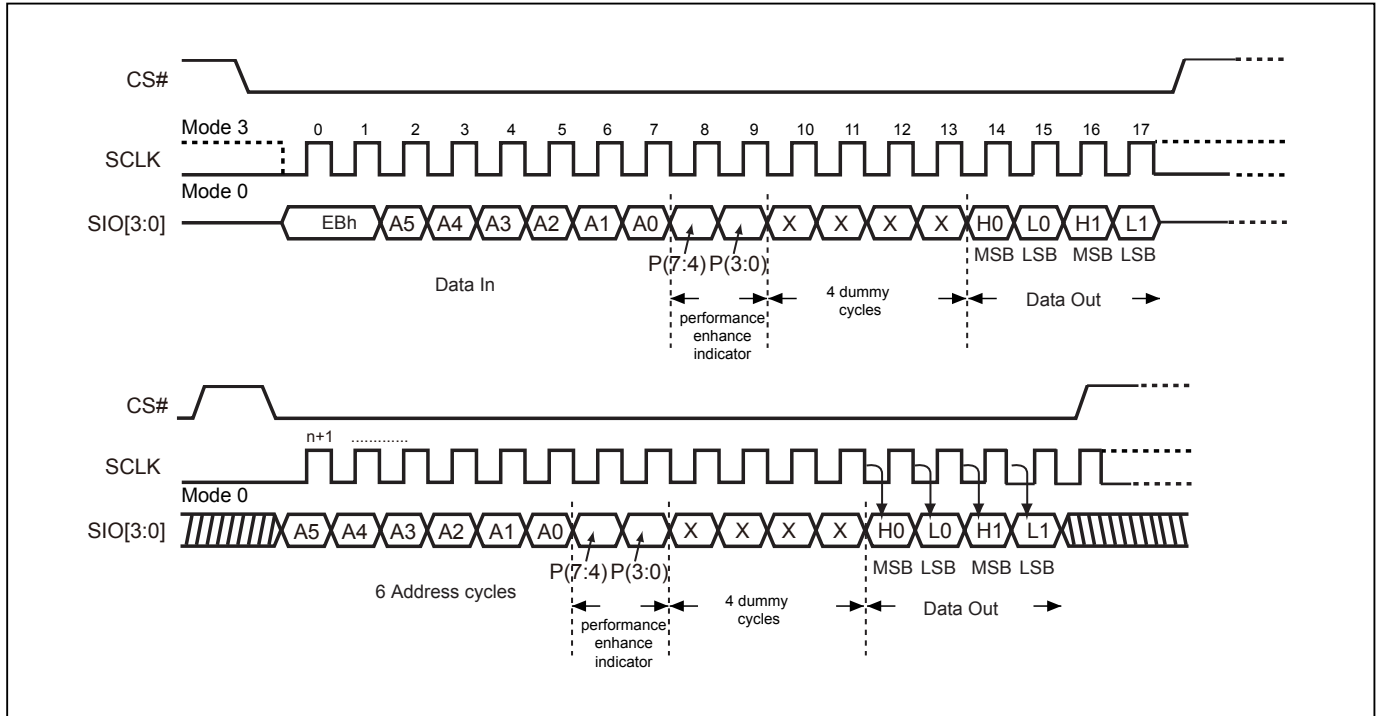 CS#
Mode 3
0 1 2 3 4 5 6 7 8 9 10 11 12 13 14 15 16 17
SCLK
Mode 0
SIO[3:0] EBh A5 A4 A3 A2 A1 A0 X X X X H0 L0 H1 L1
MSB LSB MSB LSB
P(7:4) P(3:0)
Data In
4 dummy
cycles
Data Out
performance
enhance
indicator
CS#
n+1 .............
SCLK
Mode 0
SIO[3:0] A5 A4 A3 A2 A1 A0 X X X X H0 L0 H1 L1
MSB LSB MSB LSB
P(7:4) P(3:0)
6 Address cycles
4 dummy
cycles
Data Out
performance
enhance
indicator